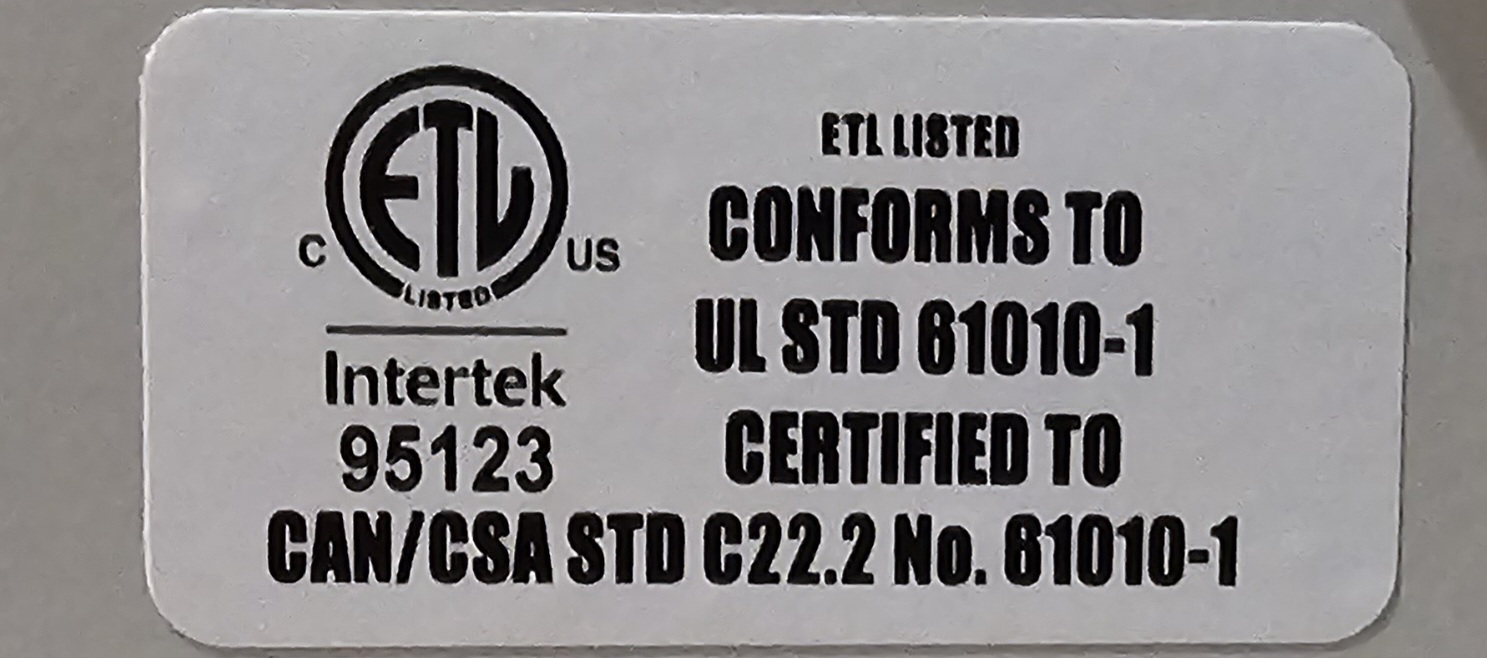 ETL
LISTED
C
US
Intertek
95123
ETL LISTED
CONFORMS TO
UL STD 61010-1
CERTIFIED TO
CAN/CSA STD C22.2 No. 61010-1